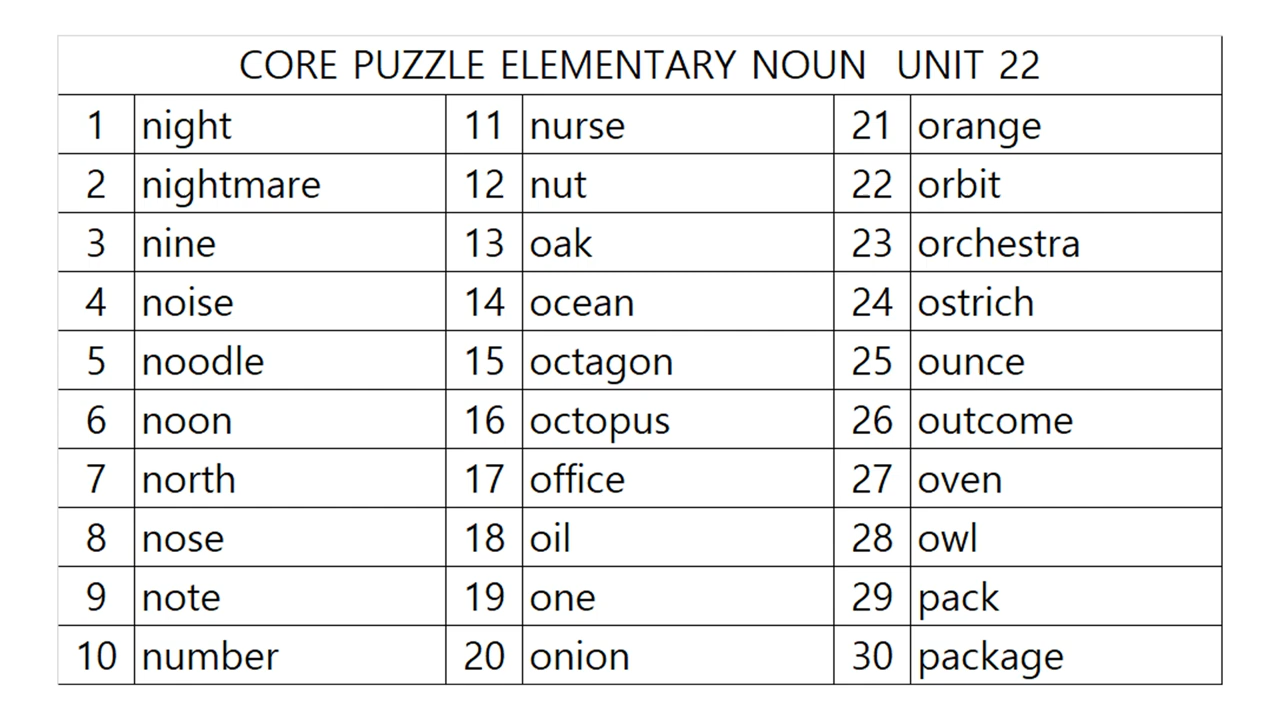 CORE PUZZLE ELEMENTARY NOUN  UNIT 22
1 night 11 nurse 21 orange
2 nightmare 12 nut 22 orbit
3 nine 13 oak 23 orchestra
4 noise 14 ocean 24 ostrich
5 noodle 15 octagon 25 ounce
6 noon 16 octopus 26 outcome
7 north 17 office 27 oven
8 nose 18 oil 28 owl
9 note 19 one 29 pack
10 number 20 onion 30 package